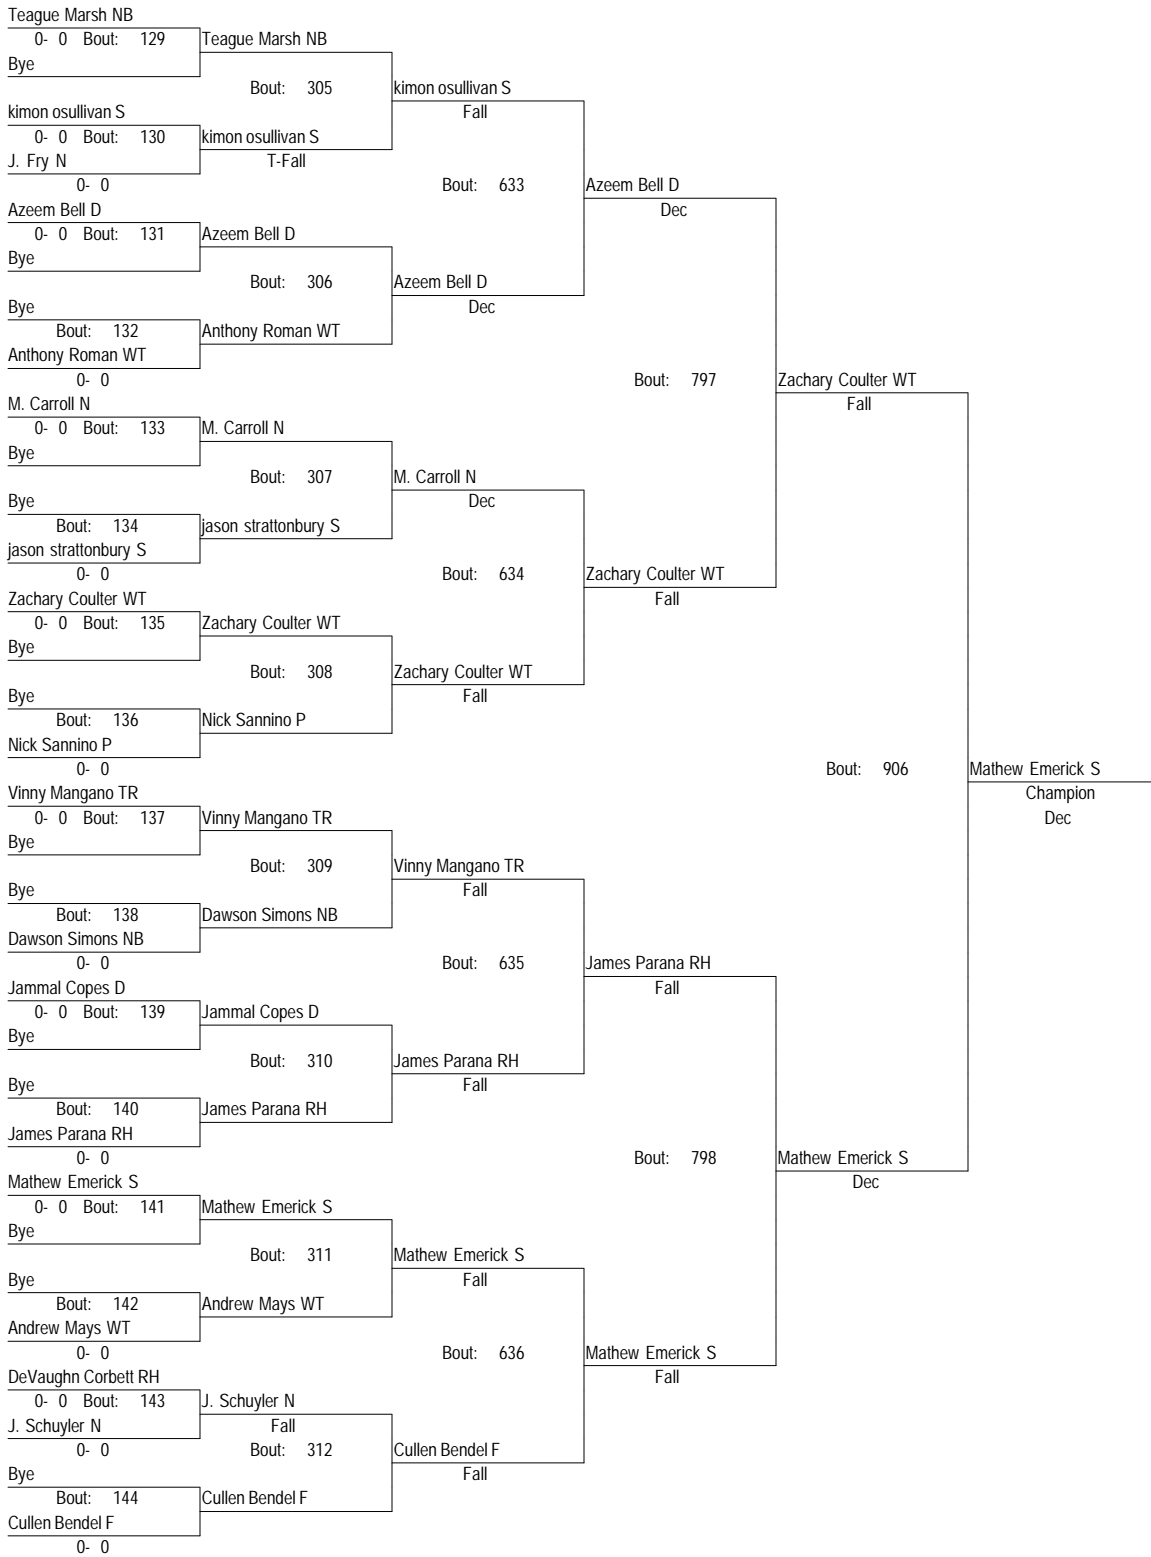 Teague Marsh NB
0- 0 Bout: 129 Teague Marsh NB
Bye
Bout: 305 kimon osullivan S
kimon osullivan S Fall
0- 0 Bout: 130 kimon osullivan S
J. Fry N T-Fall
0- 0 Bout: 633 Azeem Bell D
Azeem Bell D Dec
0- 0 Bout: 131 Azeem Bell D
Bye
Bout: 306 Azeem Bell D
Bye Dec
Bout: 132 Anthony Roman WT
Anthony Roman WT
0- 0 Bout: 797 Zachary Coulter WT
M. Carroll N Fall
0- 0 Bout: 133 M. Carroll N
Bye
Bout: 307 M. Carroll N
Bye Dec
Bout: 134 jason strattonbury S
jason strattonbury S
0- 0 Bout: 634 Zachary Coulter WT
Zachary Coulter WT Fall
0- 0 Bout: 135 Zachary Coulter WT
Bye
Bout: 308 Zachary Coulter WT
Bye Fall
Bout: 136 Nick Sannino P
Nick Sannino P
0- 0 Bout: 906 Mathew Emerick S
Vinny Mangano TR Champion
0- 0 Bout: 137 Vinny Mangano TR Dec
Bye
Bout: 309 Vinny Mangano TR
Bye Fall
Bout: 138 Dawson Simons NB
Dawson Simons NB
0- 0 Bout: 635 James Parana RH
Jammal Copes D Fall
0- 0 Bout: 139 Jammal Copes D
Bye
Bout: 310 James Parana RH
Bye Fall
Bout: 140 James Parana RH
James Parana RH
0- 0 Bout: 798 Mathew Emerick S
Mathew Emerick S Dec
0- 0 Bout: 141 Mathew Emerick S
Bye
Bout: 311 Mathew Emerick S
Bye Fall
Bout: 142 Andrew Mays WT
Andrew Mays WT
0- 0 Bout: 636 Mathew Emerick S
DeVaughn Corbett RH Fall
0- 0 Bout: 143 J. Schuyler N
J. Schuyler N Fall
0- 0 Bout: 312 Cullen Bendel F
Bye Fall
Bout: 144 Cullen Bendel F
Cullen Bendel F
0- 0